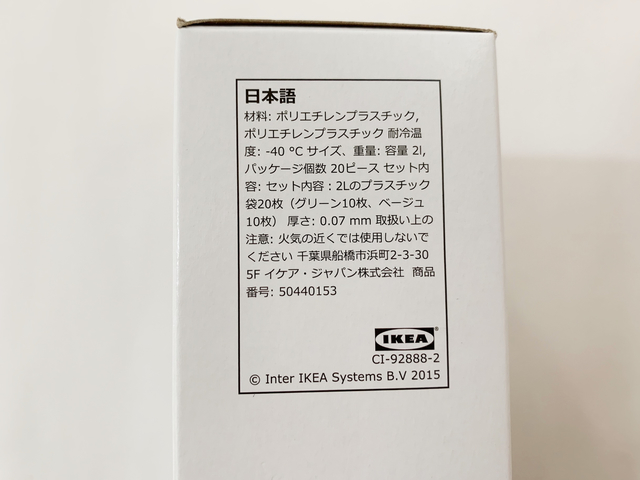 日本語
材料: ポリエチレンプラスチック,
ポリエチレンプラスチック 耐冷温
度: -40 °C サイズ、重量: 容量 2l,
パッケージ個数 20ピース セット内
容: セット内容：2Lのプラスチック
袋20枚（グリーン10枚、ベージュ
10枚） 厚さ: 0.07 mm 取扱い上の
注意: 火気の近くでは使用しないで
ください 千葉県船橋市浜町2-3-30
5F イケア・ジャパン株式会社 商品
番号: 50440153
IKEA®
CI-92888-2
© Inter IKEA Systems B.V 2015